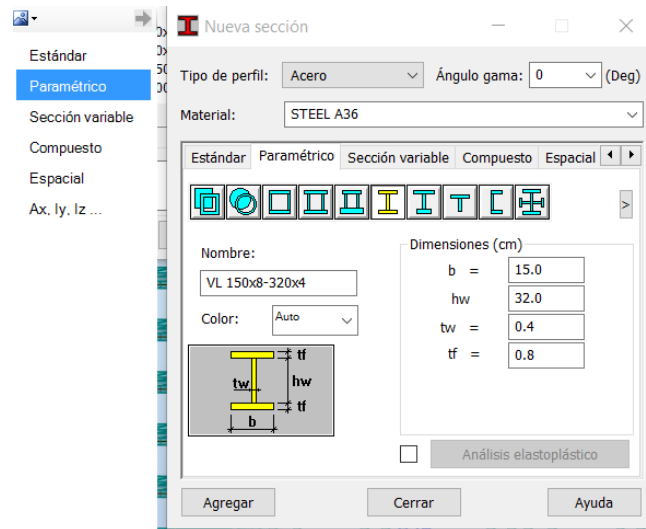 Estándar
Paramétrico
Sección variable
Compuesto
Espacial
Ax, Iy, Iz ...
Nueva sección
Tipo de perfil: Acero Ángulo gama: 0 (Deg)
Material: STEEL A36
Estándar Paramétrico Sección variable Compuesto Espacial
>
Nombre:
VL 150x8-320x4
Color: Auto
Dimensiones (cm)
b = 15.0
hw 32.0
tw = 0.4
tf = 0.8
tf
tw hw
tf
b
Análisis elastoplástico
Agregar Cerrar Ayuda